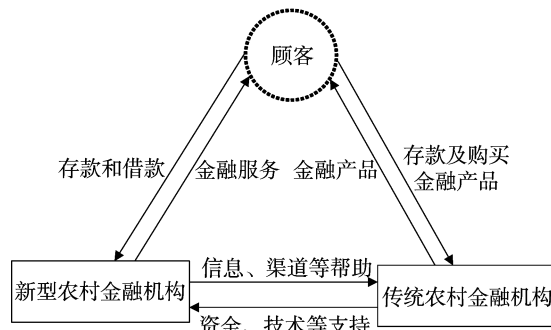 顾客
存款和借款
金融服务
金融产品
存款及购买
金融产品
信息、渠道等帮助
新型农村金融机构
传统农村金融机构
资金、技术等支持